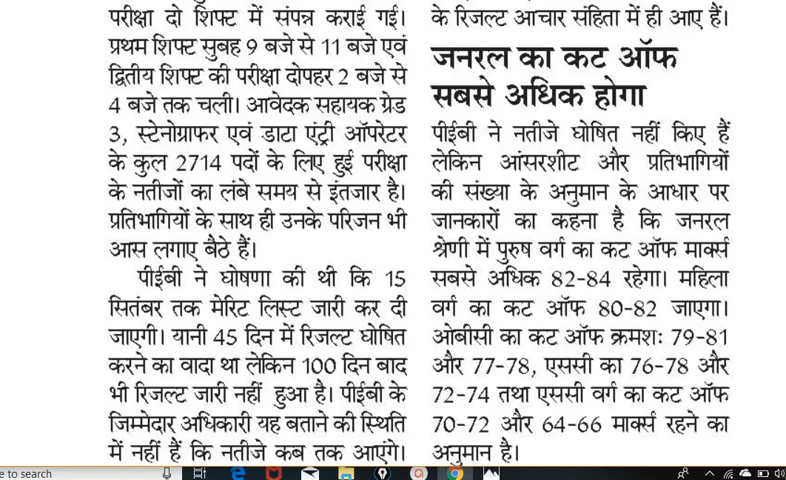 परीक्षा दो शिफ्ट में संपन्न कराई गई।
प्रथम शिफ्ट सुबह 9 बजे से 11 बजे एवं
द्वितीय शिफ्ट की परीक्षा दोपहर 2 बजे से
4 बजे तक चली। आवेदक सहायक ग्रेड
3, स्टेनोग्राफर एवं डाटा एंट्री ऑपरेटर
के कुल 2714 पदों के लिए हुई परीक्षा
के नतीजों का लंबे समय से इंतजार है।
प्रतिभागियों के साथ ही उनके परिजन भी
आस लगाए बैठे हैं।
पीईबी ने घोषणा की थी कि 15
सितंबर तक मेरिट लिस्ट जारी कर दी
जाएगी। यानी 45 दिन में रिजल्ट घोषित
करने का वादा था लेकिन 100 दिन बाद
भी रिजल्ट जारी नहीं हुआ है। पीईबी के
जिम्मेदार अधिकारी यह बताने की स्थिति
में नहीं हैं कि नतीजे कब तक आएंगे।
के रिजल्ट आचार संहिता में ही आए हैं।
जनरल का कट ऑफ
सबसे अधिक होगा
पीईबी ने नतीजे घोषित नहीं किए हैं
लेकिन आंसरशीट और प्रतिभागियों
की संख्या के अनुमान के आधार पर
जानकारों का कहना है कि जनरल
श्रेणी में पुरुष वर्ग का कट ऑफ मार्क्स
सबसे अधिक 82-84 रहेगा। महिला
वर्ग का कट ऑफ 80-82 जाएगा।
ओबीसी का कट ऑफ क्रमशः 79-81
और 77-78, एससी का 76-78 और
72-74 तथा एससी वर्ग का कट ऑफ
70-72 और 64-66 मार्क्स रहने का
अनुमान है।
e to search